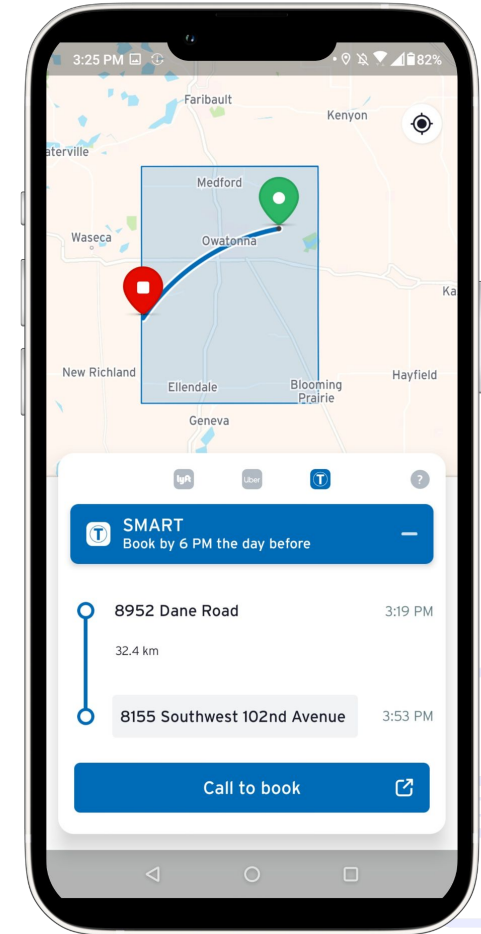 3:25 PM
82%
Faribault
Kenyon
aterville
Medford
Waseca
Owatonna
Ka
New Richland
Ellendale
Blooming
Prairie
Hayfield
Geneva
lyft
Uber
T
?
T
SMART
Book by 6 PM the day before
8952 Dane Road
3:19 PM
32.4 km
8155 Southwest 102nd Avenue
3:53 PM
Call to book